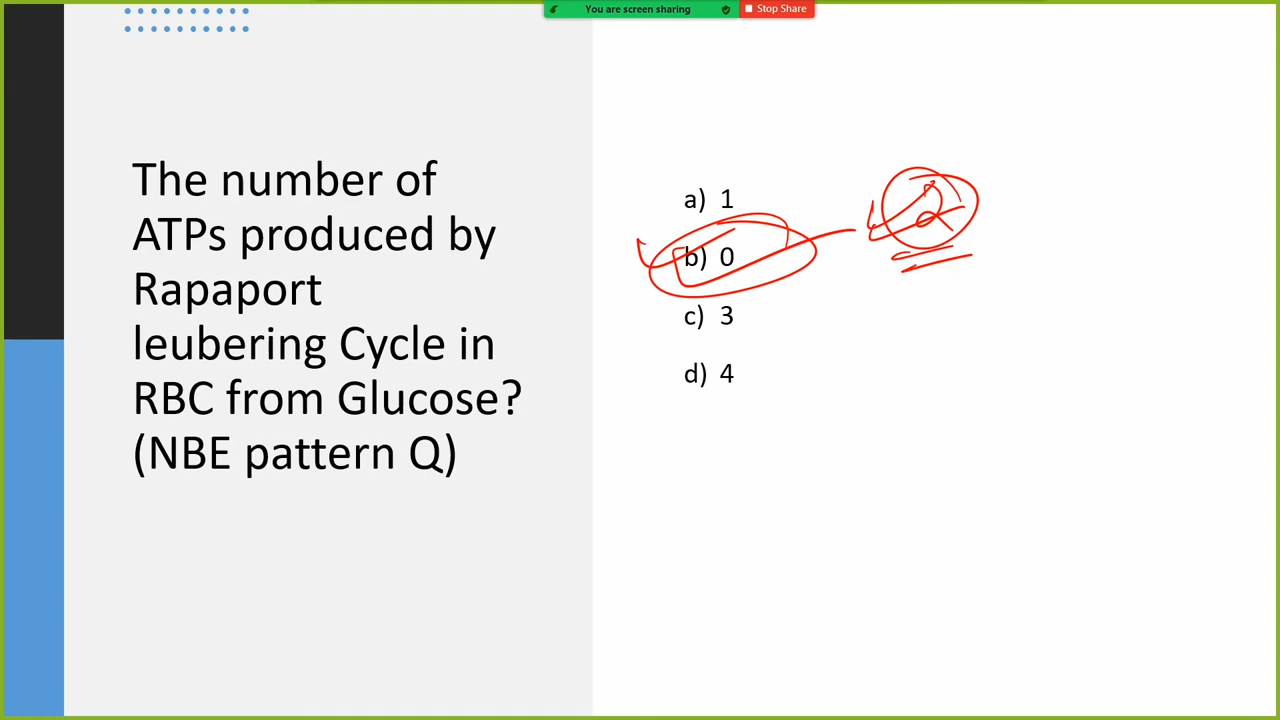 You are screen sharing
Stop Share
The number of
ATPs produced by
Rapaport
leubering Cycle in
RBC from Glucose?
(NBE pattern Q)
a) 1
b) 0
c) 3
d) 4
2